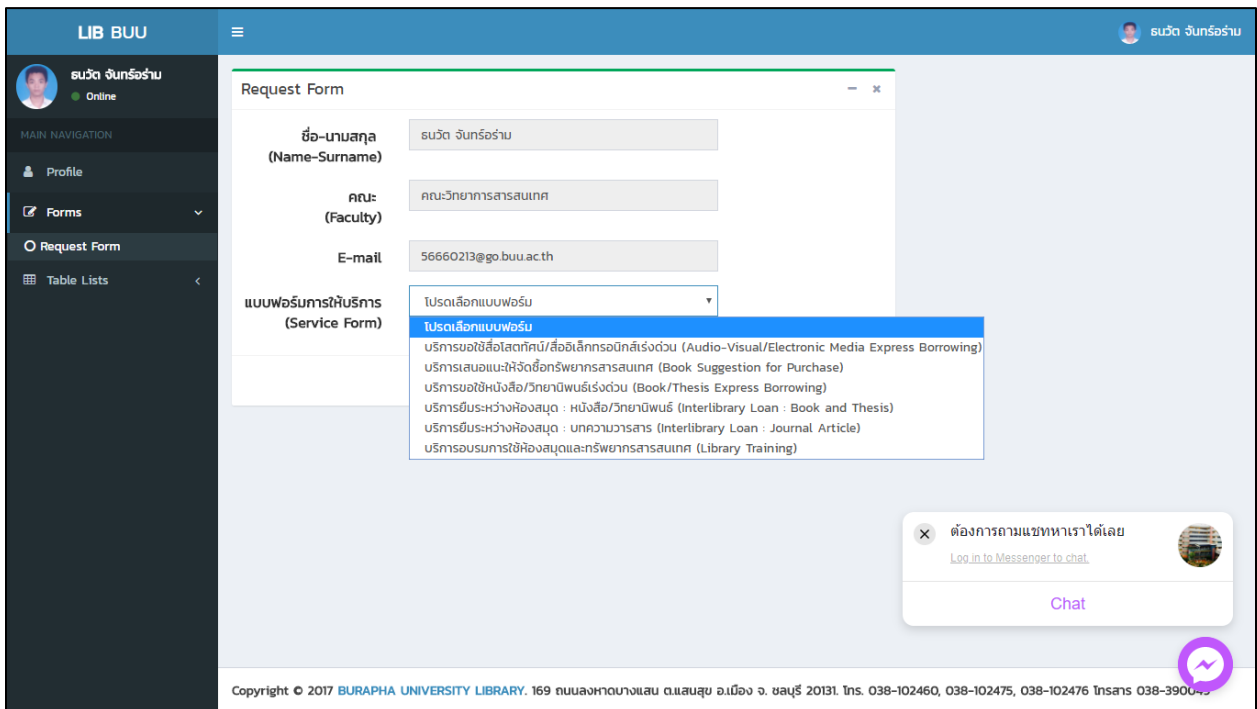 LIB BUU
ธนวัต จันทร์อร่าม
ธนวัต จันทร์อร่าม
Online
MAIN NAVIGATION
Profile
Forms
Request Form
Table Lists
Request Form
ชื่อ-นามสกุล
(Name-Surname)
ธนวัต จันทร์อร่าม
คณะ
(Faculty)
คณะวิทยาการสารสนเทศ
E-mail
56660213@go.buu.ac.th
แบบฟอร์มการให้บริการ
(Service Form)
โปรดเลือกแบบฟอร์ม
โปรดเลือกแบบฟอร์ม
บริการขอใช้สื่อโสตทัศน์/สื่ออิเล็กทรอนิกส์เร่งด่วน (Audio-Visual/Electronic Media Express Borrowing)
บริการเสนอแนะให้จัดซื้อทรัพยากรสารสนเทศ (Book Suggestion for Purchase)
บริการขอใช้หนังสือ/วิทยานิพนธ์เร่งด่วน (Book/Thesis Express Borrowing)
บริการยืมระหว่างห้องสมุด : หนังสือ/วิทยานิพนธ์ (Interlibrary Loan : Book and Thesis)
บริการยืมระหว่างห้องสมุด : บทความวารสาร (Interlibrary Loan : Journal Article)
บริการอบรมการใช้ห้องสมุดและทรัพยากรสารสนเทศ (Library Training)
ต้องการถามแชทหาเราได้เลย
Log in to Messenger to chat.
Chat
Copyright © 2017 BURAPHA UNIVERSITY LIBRARY. 169 ถนนลงหาดบางแสน ต.แสนสุข อ.เมือง จ. ชลบุรี 20131. โทร. 038-102460, 038-102475, 038-102476 โทรสาร 038-390049